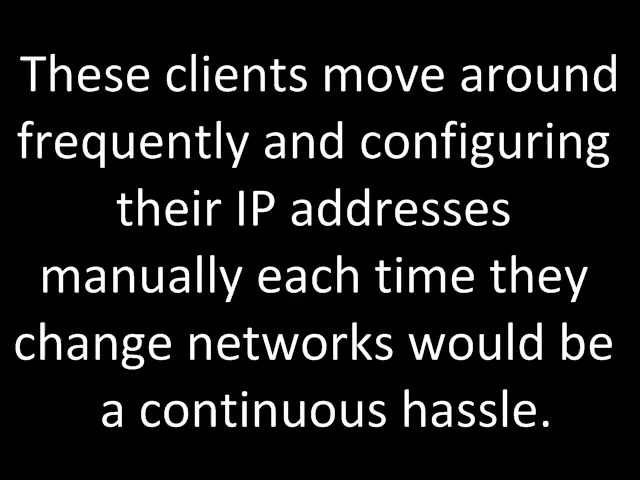 These clients move around
frequently and configuring
their IP addresses
manually each time they
change networks would be
a continuous hassle.